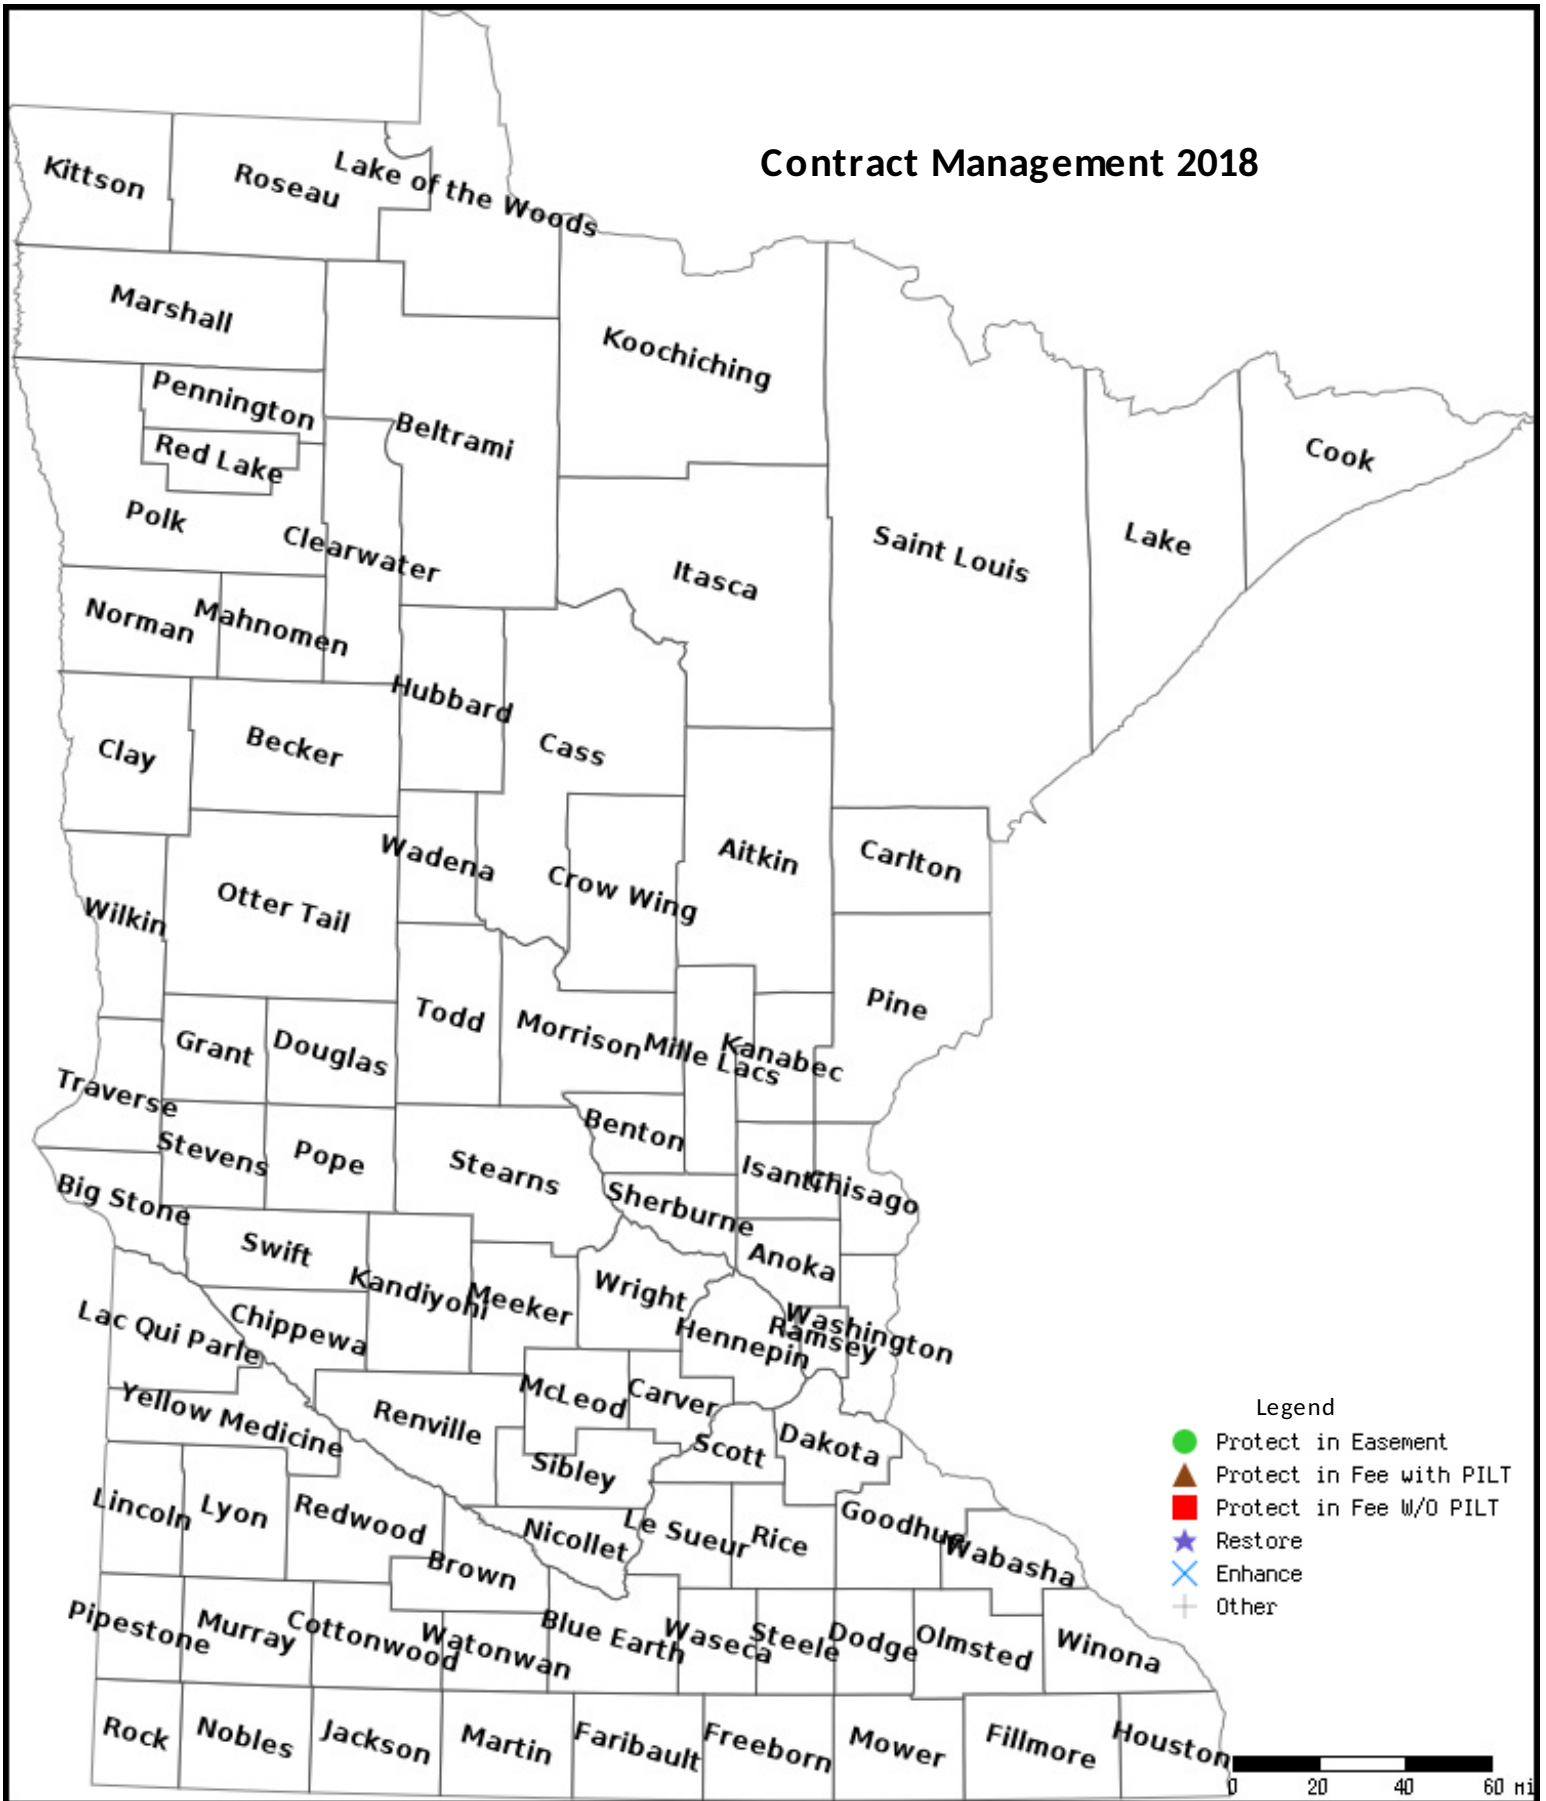 Contract Management 2018
Kittson
Roseau
Lake of the Woods
Marshall
Koochiching
Pennington
Beltrami
Red Lake
Cook
Polk
Clearwater
Saint Louis
Lake
Itasca
Norman
Mahnomen
Hubbard
Clay
Becker
Cass
Wadena
Aitkin
Carlton
Crow Wing
Otter Tail
Wilkin
Pine
Todd
Morrison
Mille Lacs
Kanabec
Grant
Douglas
Traverse
Benton
Stevens
Pope
Stearns
Isanti
Chisago
Big Stone
Sherburne
Swift
Anoka
Kandiyohi
Meeker
Wright
Lac Qui Parle
Chippewa
Washington
Ramsey
Hennepin
McLeod
Carver
Yellow Medicine
Renville
Scott
Dakota
Sibley
Lincoln
Lyon
Redwood
Nicollet
Le Sueur
Rice
Goodhue
Wabasha
Brown
Pipestone
Murray
Cottonwood
Watonwan
Blue Earth
Waseca
Steele
Dodge
Olmsted
Winona
Rock
Nobles
Jackson
Martin
Faribault
Freeborn
Mower
Fillmore
Houston
Legend
Protect in Easement
Protect in Fee with PILT
Protect in Fee W/O PILT
Restore
Enhance
Other
0 20 40 60 mi